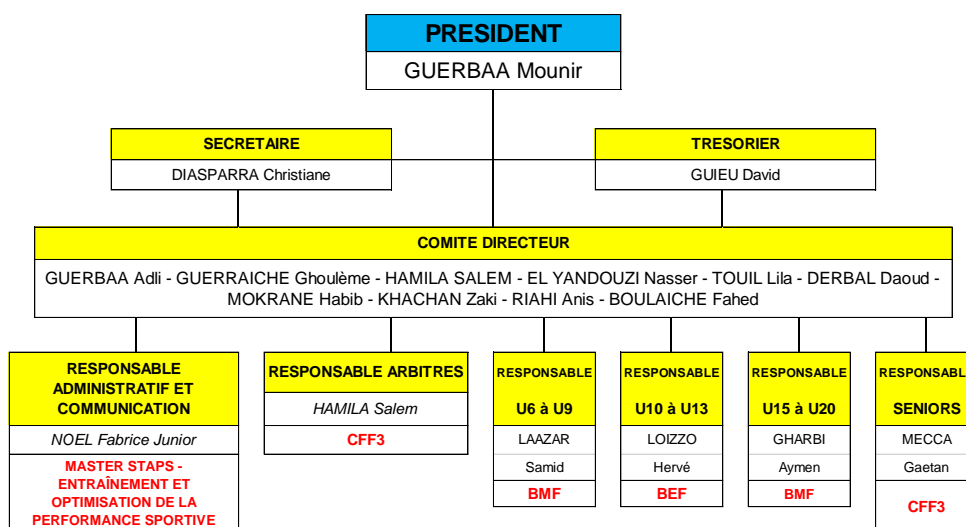 PRESIDENT
GUERBAA Mounir
SECRETAIRE
DIASPARRA Christiane
TRESORIER
GUIEU David
COMITE DIRECTEUR
GUERBAA Adli - GUERRAICHE Ghoulème - HAMILA SALEM - EL YANDOUZI Nasser - TOUIL Lila - DERBAL Daoud -
MOKRANE Habib - KHACHAN Zaki - RIAHI Anis - BOULAICHE Fahed
RESPONSABLE
ADMINISTRATIF ET
COMMUNICATION
NOEL Fabrice Junior
MASTER STAPS -
ENTRAÎNEMENT ET
OPTIMISATION DE LA
PERFORMANCE SPORTIVE
RESPONSABLE ARBITRES
HAMILA Salem
CFF3
RESPONSABLE
U6 à U9
LAAZAR
Samid
BMF
RESPONSABLE
U10 à U13
LOIZZO
Hervé
BEF
RESPONSABLE
U15 à U20
GHARBI
Aymen
BMF
RESPONSABL
SENIORS
MECCA
Gaetan
CFF3